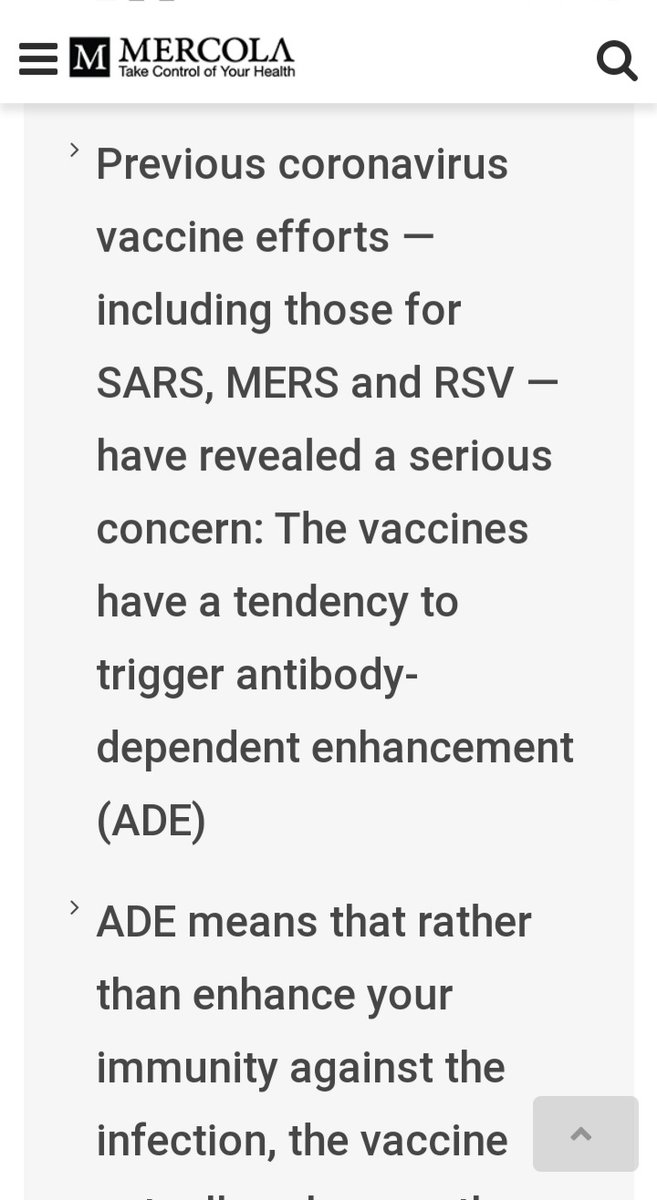 M MERCOLA
Take Control of Your Health
Previous coronavirus
vaccine efforts —
including those for
SARS, MERS and RSV —
have revealed a serious
concern: The vaccines
have a tendency to
trigger antibody-
dependent enhancement
(ADE)
ADE means that rather
than enhance your
immunity against the
infection, the vaccine